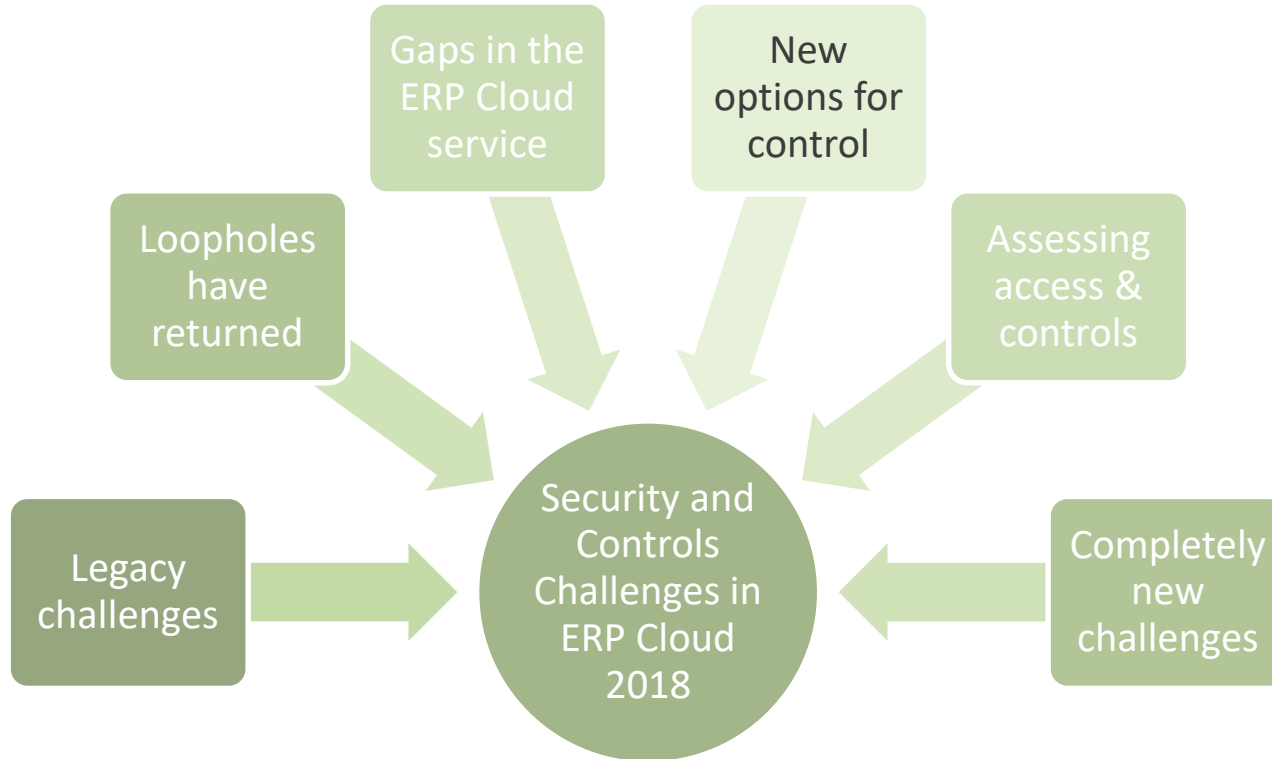 Gaps in the
ERP Cloud
service
New
options for
control
Loopholes
have
returned
Assessing
access &
controls
Legacy
challenges
Security and
Controls
Challenges in
ERP Cloud
2018
Completely
new
challenges